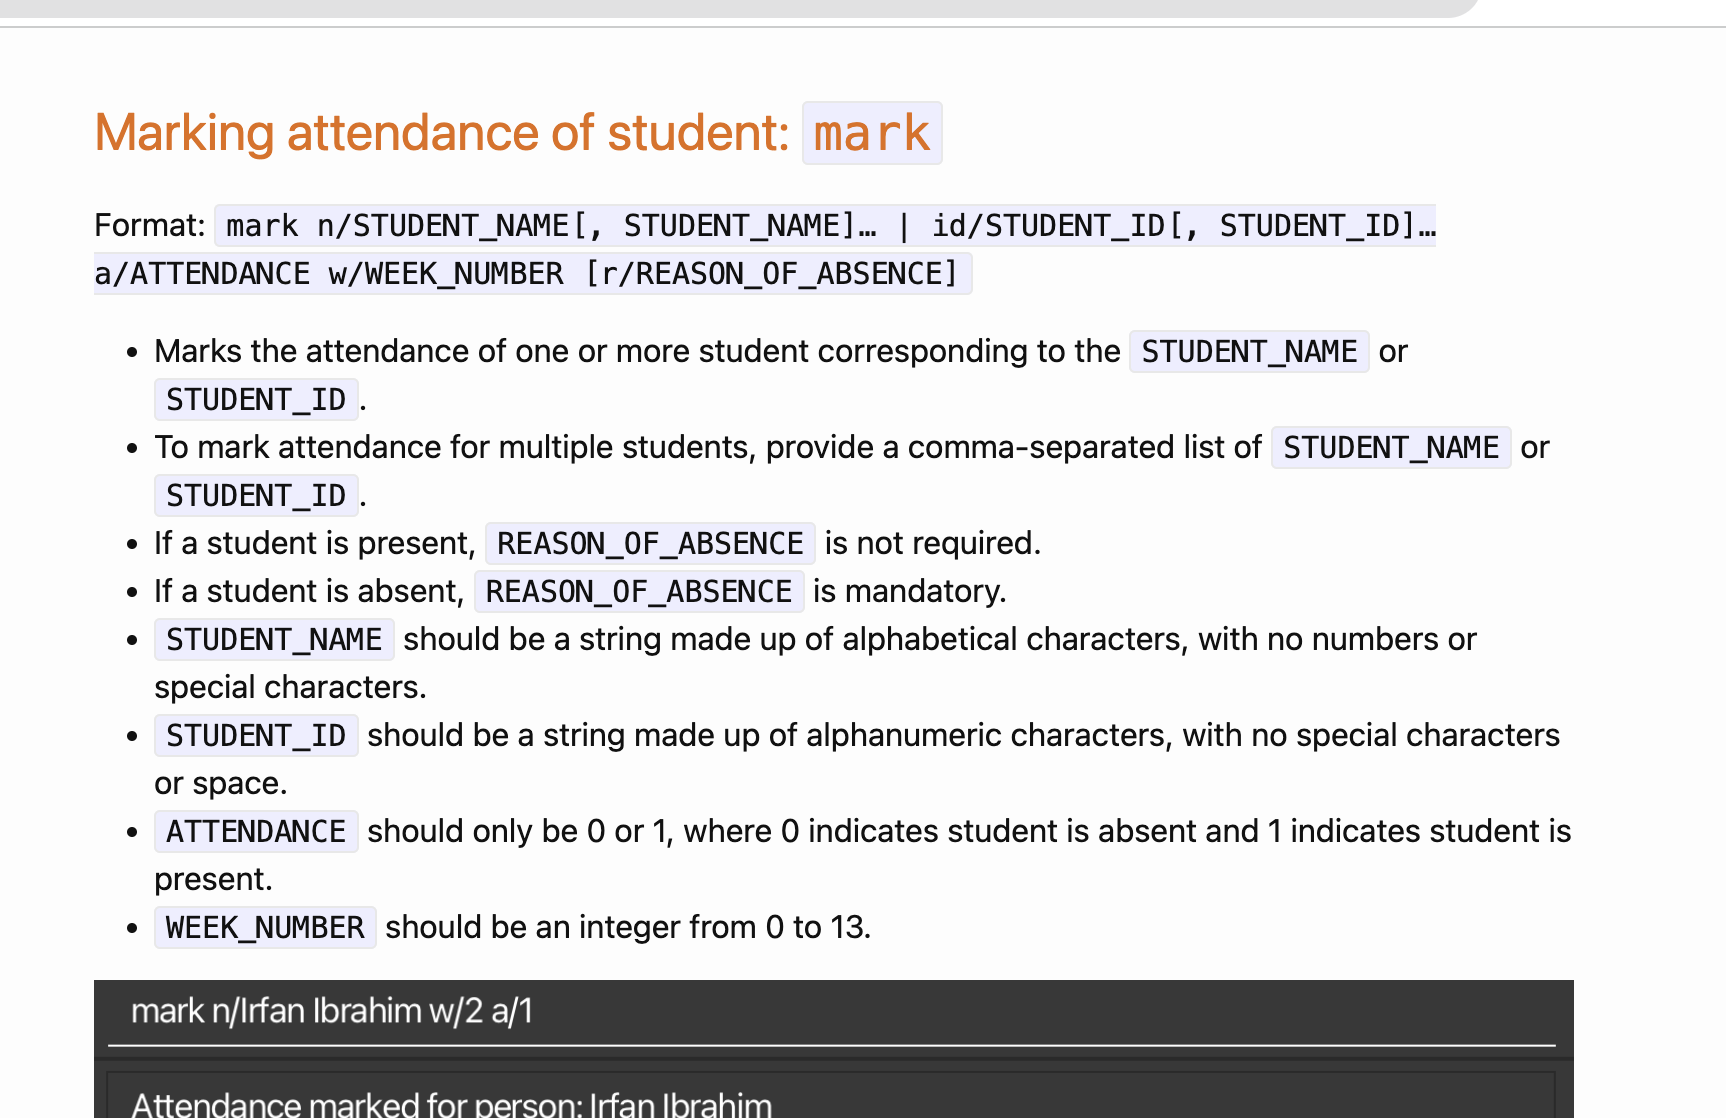 Marking attendance of student: mark
Format: mark n/STUDENT_NAME[, STUDENT_NAME]… | id/STUDENT_ID[, STUDENT_ID]…
a/ATTENDANCE w/WEEK_NUMBER [r/REASON_OF_ABSENCE]
• Marks the attendance of one or more student corresponding to the STUDENT_NAME or
STUDENT_ID.
• To mark attendance for multiple students, provide a comma-separated list of STUDENT_NAME or
STUDENT_ID.
• If a student is present, REASON_OF_ABSENCE is not required.
• If a student is absent, REASON_OF_ABSENCE is mandatory.
• STUDENT_NAME should be a string made up of alphabetical characters, with no numbers or
special characters.
• STUDENT_ID should be a string made up of alphanumeric characters, with no special characters
or space.
• ATTENDANCE should only be 0 or 1, where 0 indicates student is absent and 1 indicates student is
present.
• WEEK_NUMBER should be an integer from 0 to 13.
mark n/Irfan Ibrahim w/2 a/1
Attendance marked for person: Irfan Ibrahim